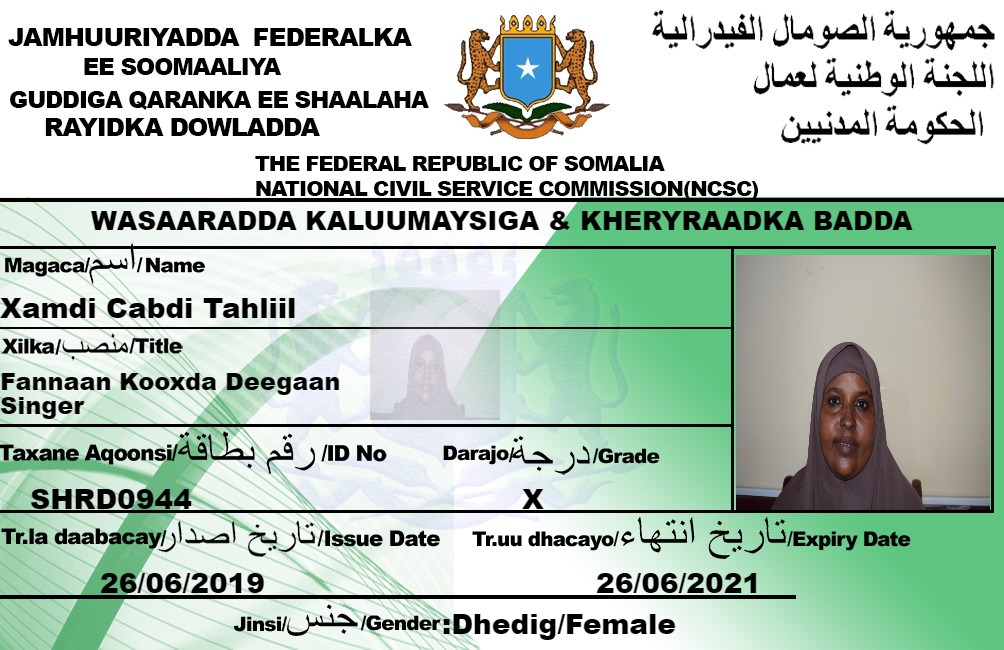 JAMHUURIYADDA FEDERALKA
EE SOOMAALIYA
GUDDIGA QARANKA EE SHAALAHA
RAYIDKA DOWLADDA
جمهورية الصومال الفيدرالية
اللجنة الوطنية لعمال
الحكومة المدنيين
THE FEDERAL REPUBLIC OF SOMALIA
NATIONAL CIVIL SERVICE COMMISSION(NCSC)
WASAARADDA KALUUMAYSIGA & KHERYRAADKA BADDA
Magaca/اسم/Name
Xamdi Cabdi Tahliil
Xilka/منصب/Title
Fannaan Kooxda Deegaan
Singer
Taxane Aqoonsi/رقم بطاقة/ID No
Darajo/درجة/Grade
SHRD0944
X
Tr.la daabacay/تاريخ اصدار/Issue Date
Tr.uu dhacayo/تاريخ انتهاء/Expiry Date
26/06/2019
26/06/2021
Jinsi/جنس/Gender:Dhedig/Female